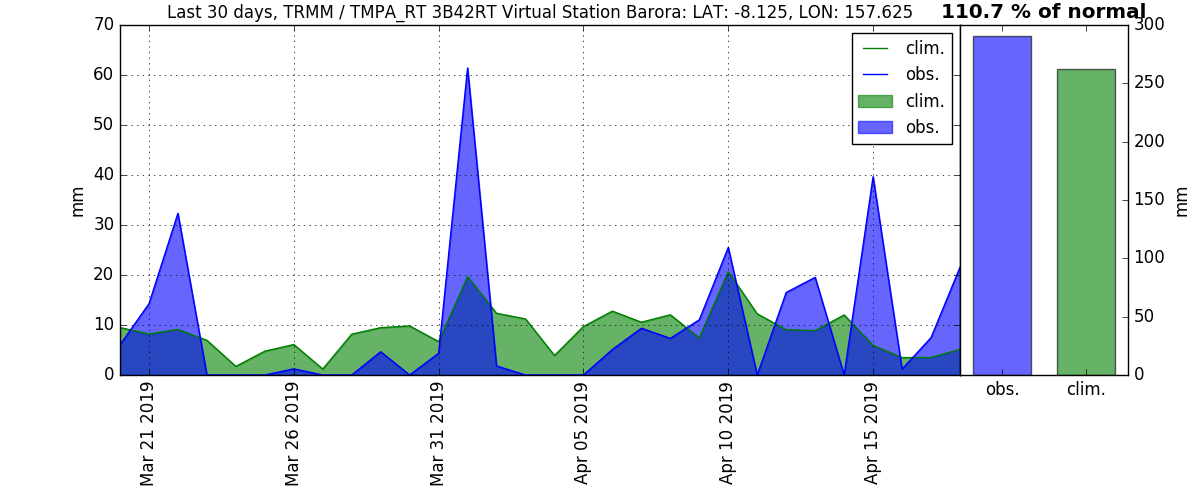 Last 30 days, TRMM / TMPA_RT 3B42RT Virtual Station Barora: LAT: -8.125, LON: 157.625
110.7 % of normal
70
60
50
40
30
20
10
0
mm
clim.
obs.
clim.
obs.
300
250
200
150
100
50
0
mm
obs.
clim.
Mar 21 2019
Mar 26 2019
Mar 31 2019
Apr 05 2019
Apr 10 2019
Apr 15 2019